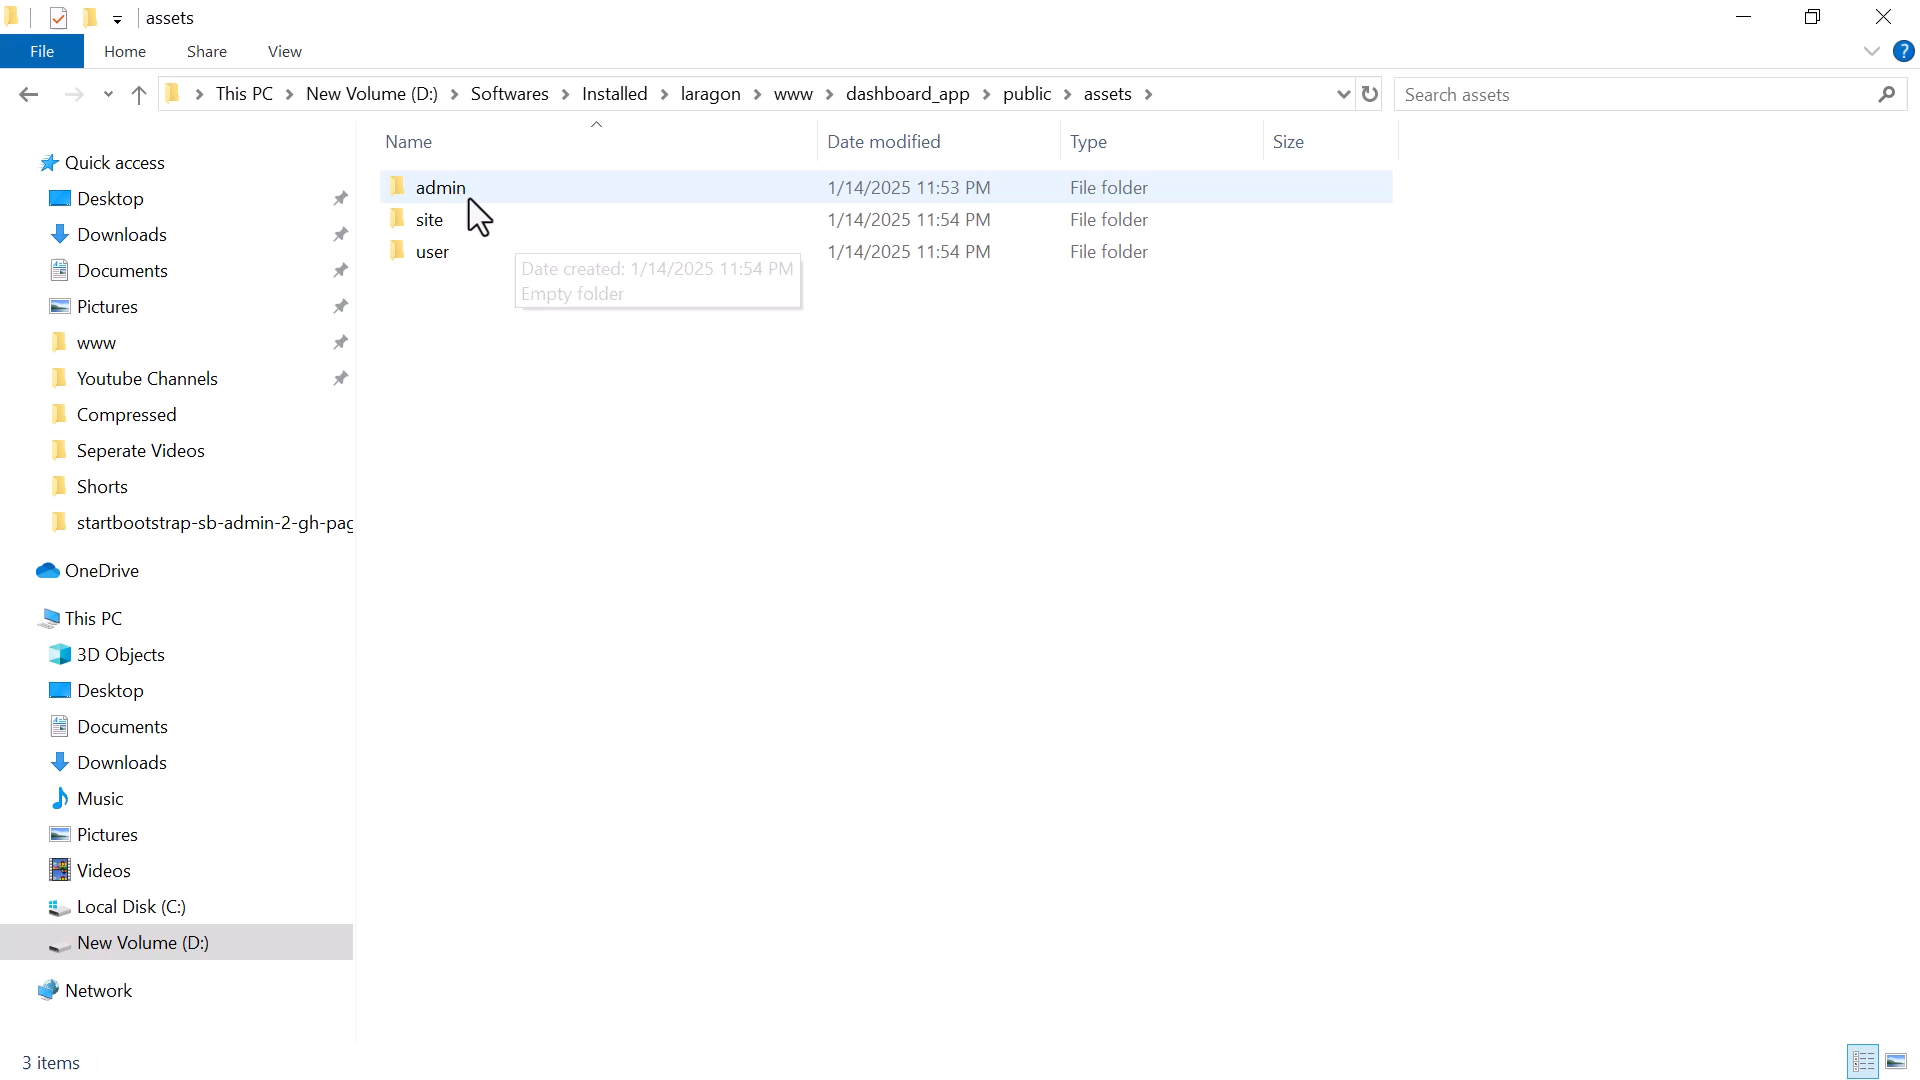 assets
File Home Share View
This PC New Volume (D:) Softwares Installed laragon www dashboard_app public assets
Search assets
Name Date modified Type Size
admin 1/14/2025 11:53 PM File folder
site 1/14/2025 11:54 PM File folder
user 1/14/2025 11:54 PM File folder
Date created: 1/14/2025 11:54 PM
Empty folder
Quick access
Desktop
Downloads
Documents
Pictures
www
Youtube Channels
Compressed
Seperate Videos
Shorts
startbootstrap-sb-admin-2-gh-pag
OneDrive
This PC
3D Objects
Desktop
Documents
Downloads
Music
Pictures
Videos
Local Disk (C:)
New Volume (D:)
Network
3 items